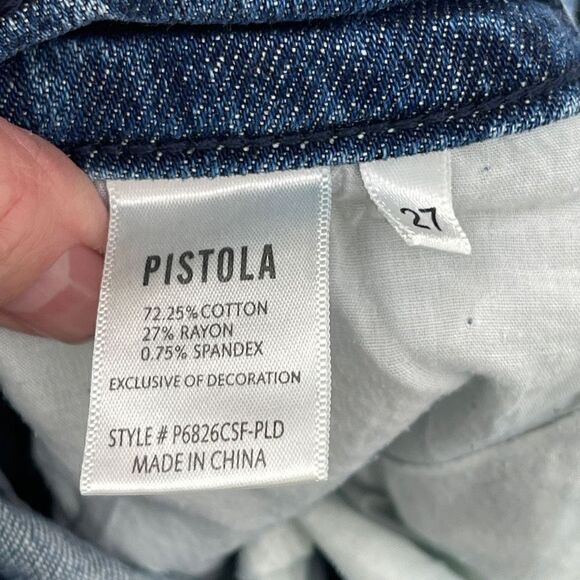 PISTOLA
72.25% COTTON
27% RAYON
0.75% SPANDEX
EXCLUSIVE OF DECORATION
STYLE # P6826CSF-PLD
MADE IN CHINA
27